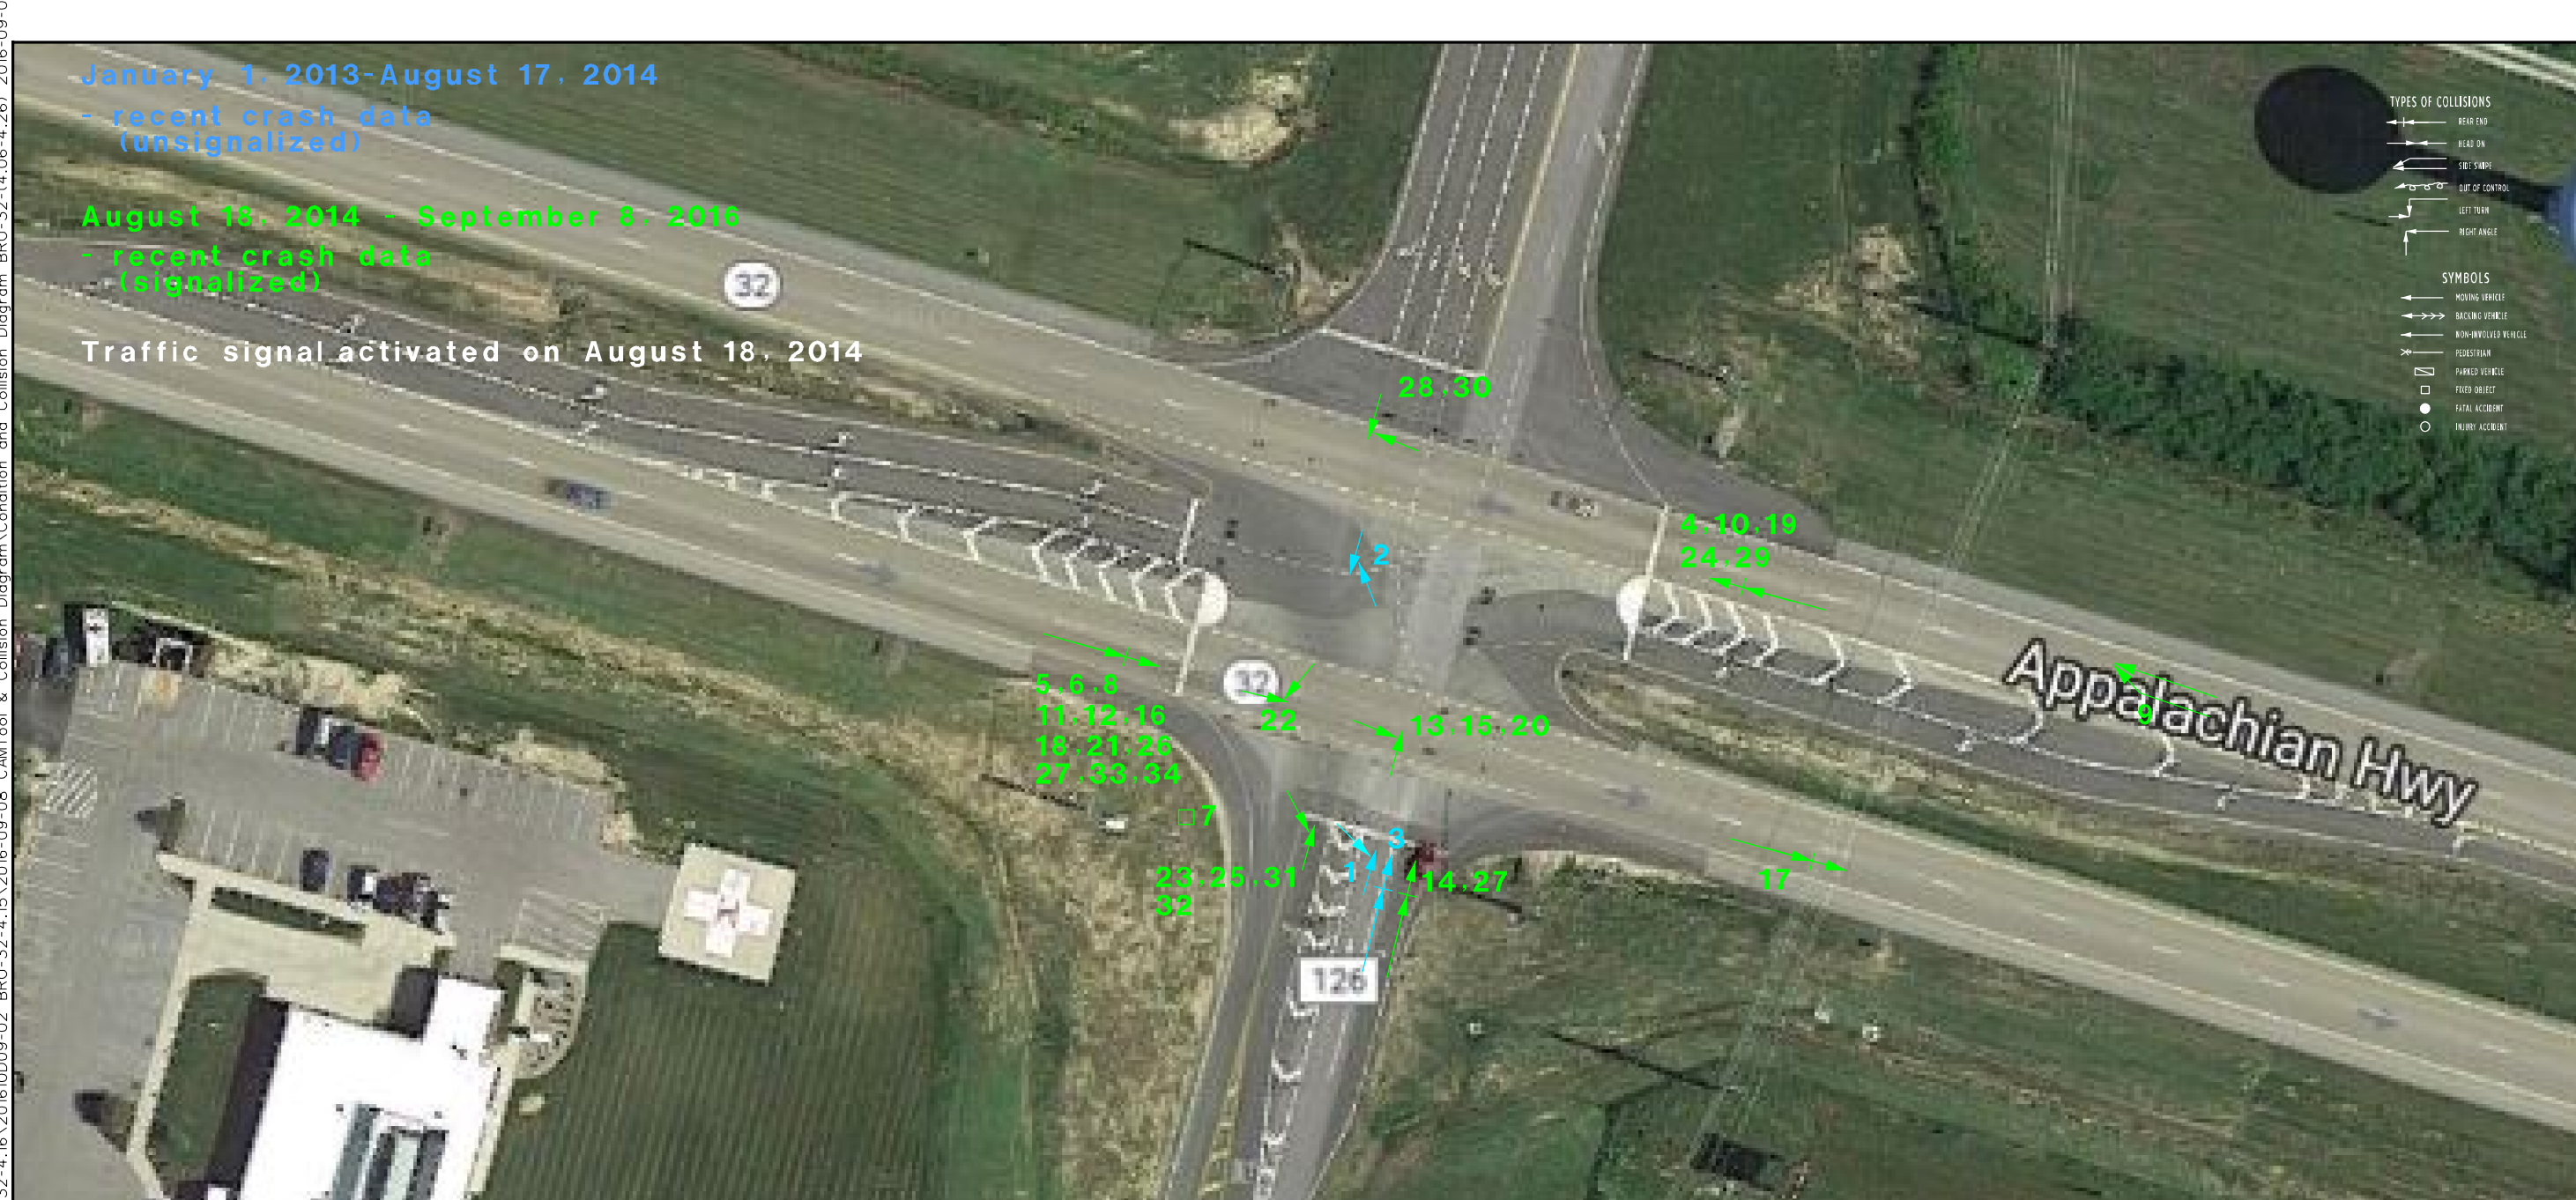 January 1, 2013-August 17, 2014
- recent crash data
(unsignalized)
August 18, 2014 - September 8, 2016
- recent crash data
(signalized)
Traffic signal activated on August 18, 2014
32
TYPES OF COLLISIONS
REAR END
HEAD ON
SIDE SWIPE
OUT OF CONTROL
LEFT TURN
RIGHT ANGLE
SYMBOLS
MOVING VEHICLE
BACKING VEHICLE
NON-INVOLVED VEHICLE
PEDESTRIAN
PARKED VEHICLE
FIXED OBJECT
FATAL ACCIDENT
INJURY ACCIDENT
28,30
2
4,10,19
24,29
Appalachian Hwy
9
32
22
13,15,20
5,6,8
11,12,16
18,21,26
27,33,34
7
3
1
23,25,31
32
14,27
17
126
H